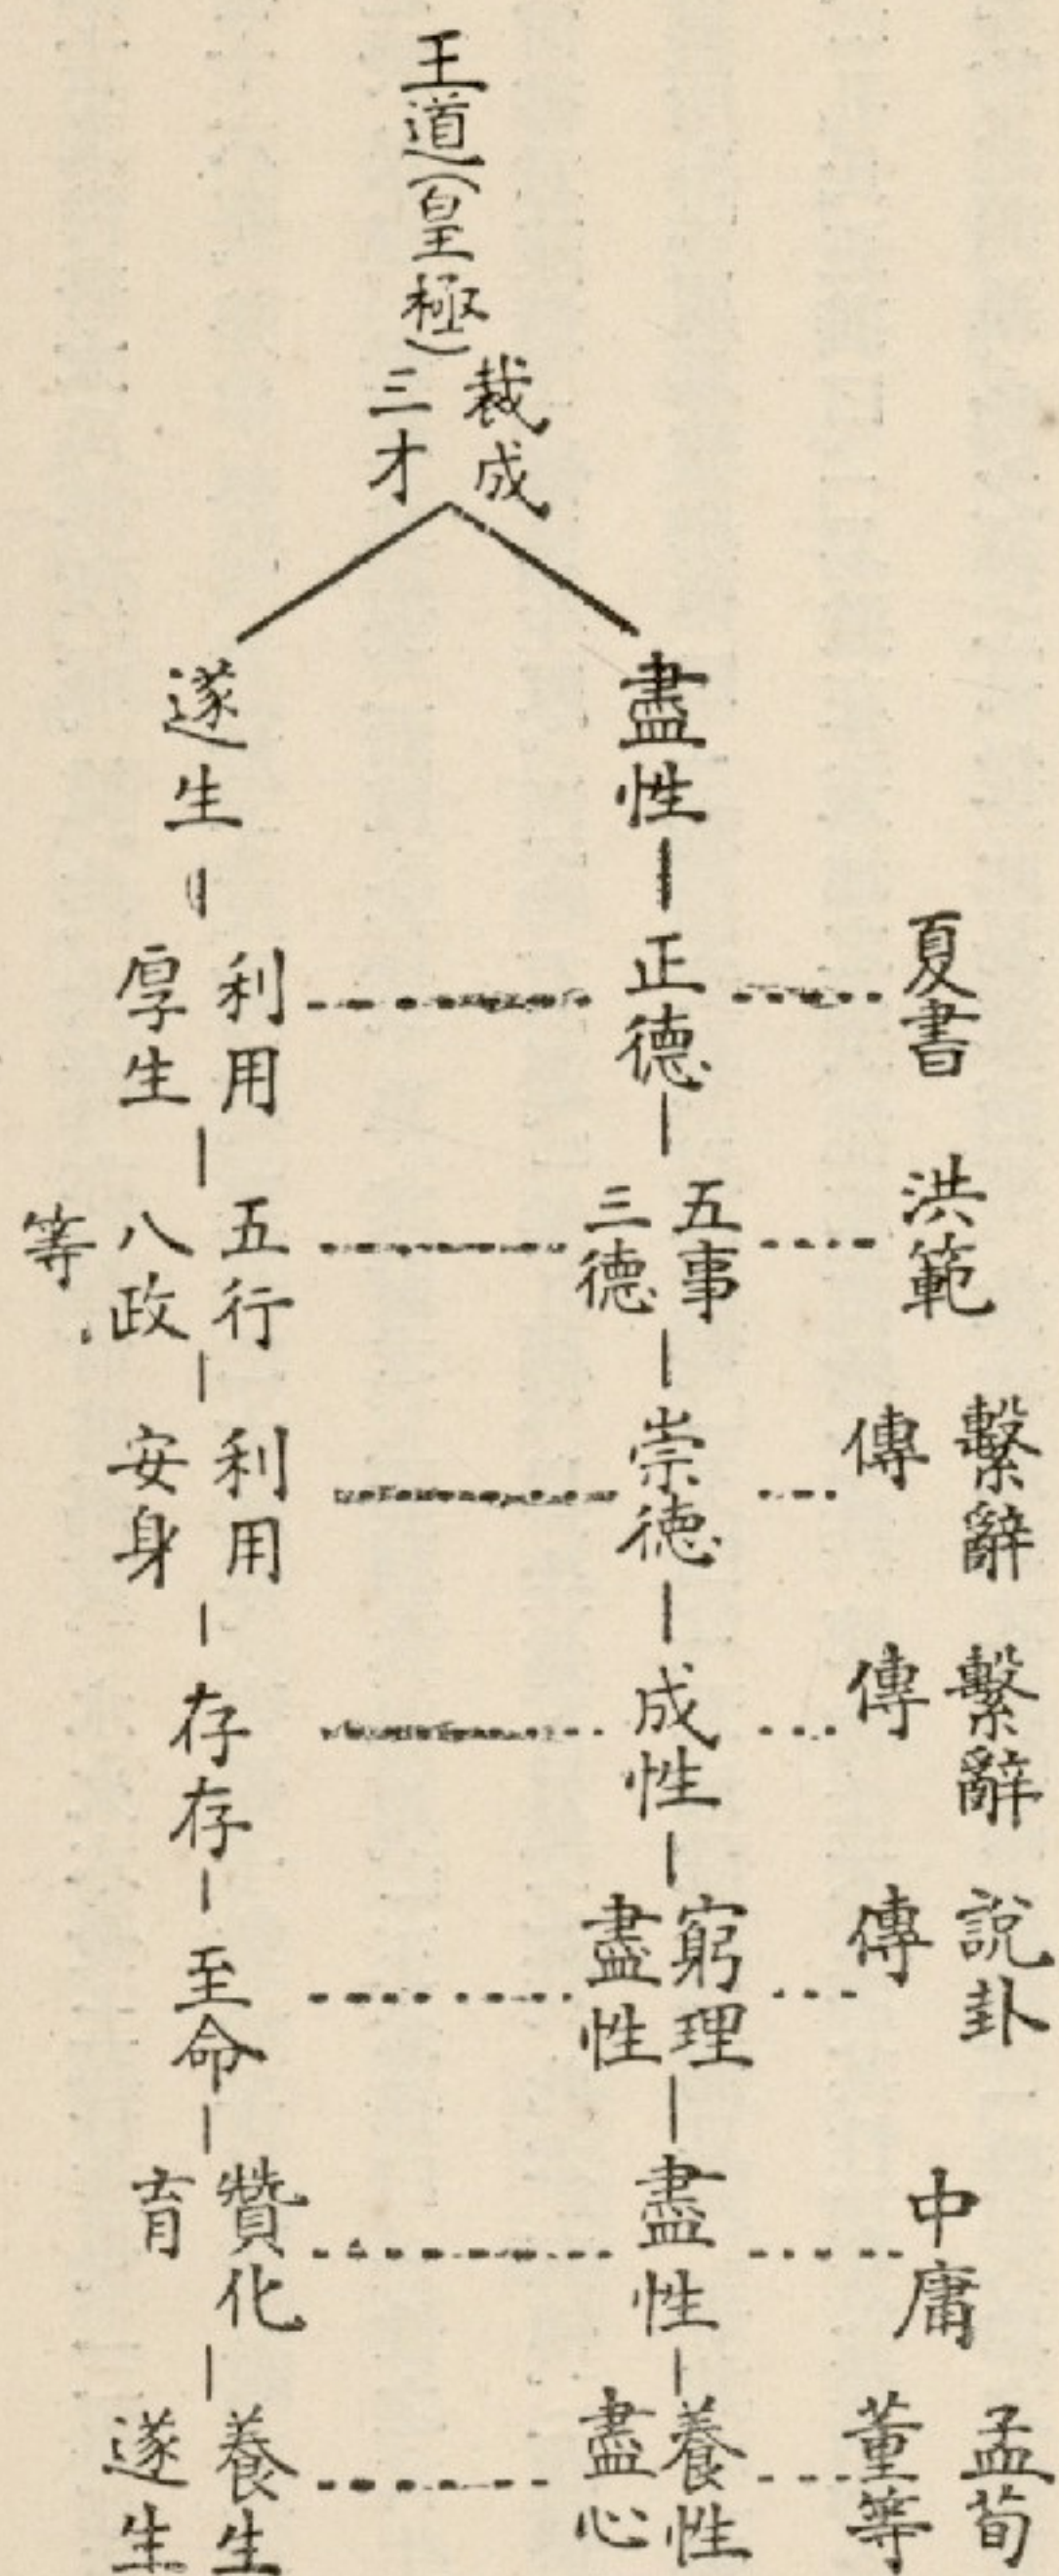 王道(皇極)
裁成
三才
盡性
遂生
夏書
正德
利用
厚生
洪範
五事
三德
五行
八政
等
繫辭
傳
崇德
利用
安身
繫辭
傳
成性
存存
說卦
傳
窮理
盡性
至命
中庸
盡性
贊化
育
孟荀
董等
養性
盡心
養生
遂生